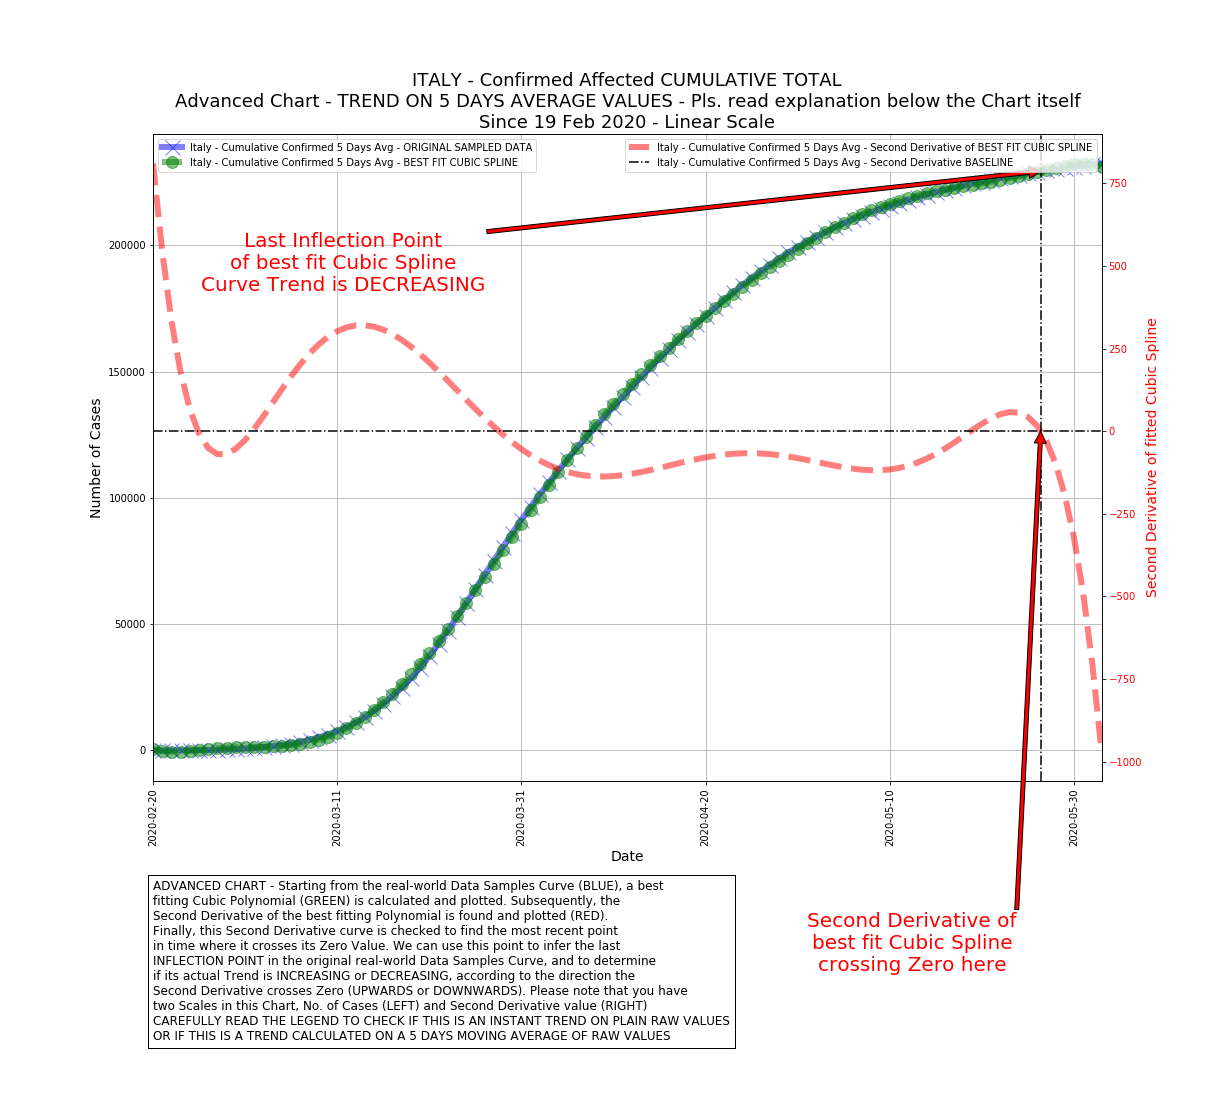 ITALY - Confirmed Affected CUMULATIVE TOTAL
Advanced Chart - TREND ON 5 DAYS AVERAGE VALUES - Pls. read explanation below the Chart itself
Since 19 Feb 2020 - Linear Scale
Italy - Cumulative Confirmed 5 Days Avg - ORIGINAL SAMPLED DATA
Italy - Cumulative Confirmed 5 Days Avg - BEST FIT CUBIC SPLINE
Italy - Cumulative Confirmed 5 Days Avg - Second Derivative of BEST FIT CUBIC SPLINE
Italy - Cumulative Confirmed 5 Days Avg - Second Derivative BASELINE
Last Inflection Point
of best fit Cubic Spline
Curve Trend is DECREASING
Number of Cases
200000
150000
100000
50000
0
750
500
250
0
−250
−500
−750
−1000
Second Derivative of fitted Cubic Spline
2020-02-20
2020-03-11
2020-03-31
2020-04-20
2020-05-10
2020-05-30
Date
ADVANCED CHART - Starting from the real-world Data Samples Curve (BLUE), a best
fitting Cubic Polynomial (GREEN) is calculated and plotted. Subsequently, the
Second Derivative of the best fitting Polynomial is found and plotted (RED).
Finally, this Second Derivative curve is checked to find the most recent point
in time where it crosses its Zero Value. We can use this point to infer the last
INFLECTION POINT in the original real-world Data Samples Curve, and to determine
if its actual Trend is INCREASING or DECREASING, according to the direction the
Second Derivative crosses Zero (UPWARDS or DOWNWARDS). Please note that you have
two Scales in this Chart, No. of Cases (LEFT) and Second Derivative value (RIGHT)
CAREFULLY READ THE LEGEND TO CHECK IF THIS IS AN INSTANT TREND ON PLAIN RAW VALUES
OR IF THIS IS A TREND CALCULATED ON A 5 DAYS MOVING AVERAGE OF RAW VALUES
Second Derivative of
best fit Cubic Spline
crossing Zero here